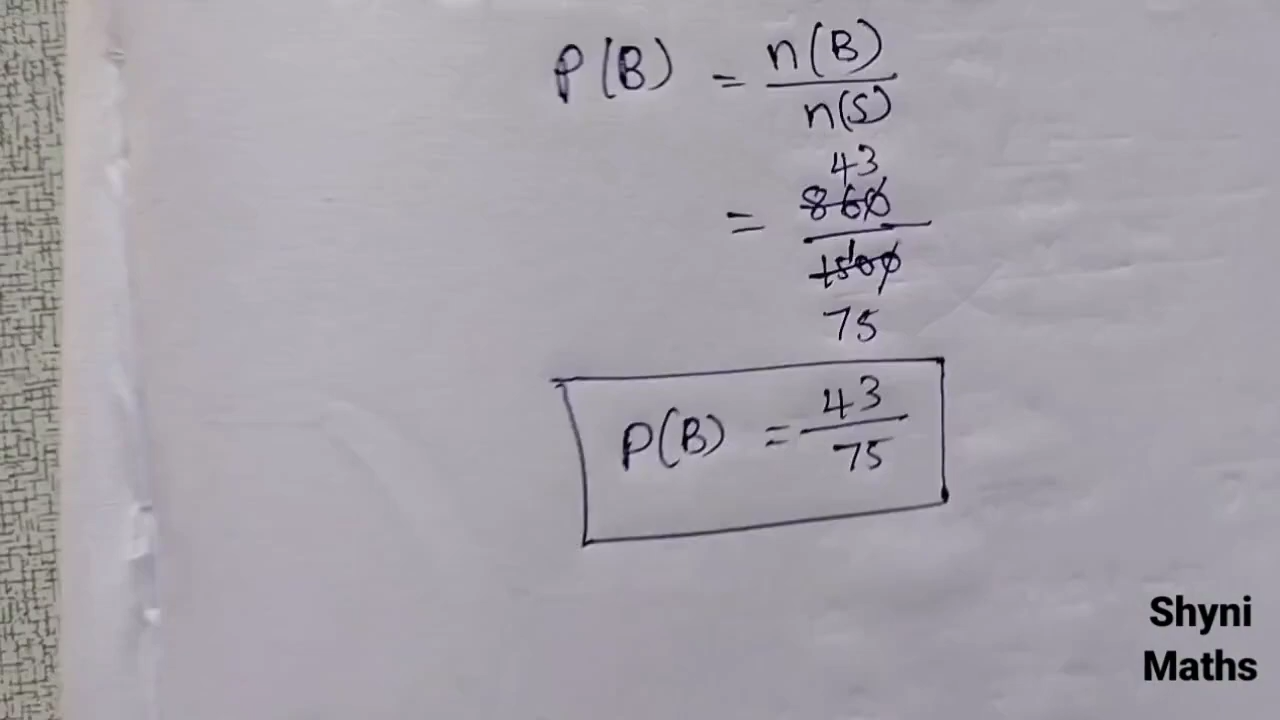 P(B) = n(B)/n(S)
43
= 860/1500
75
P(B) = 43/75
Shyni
Maths